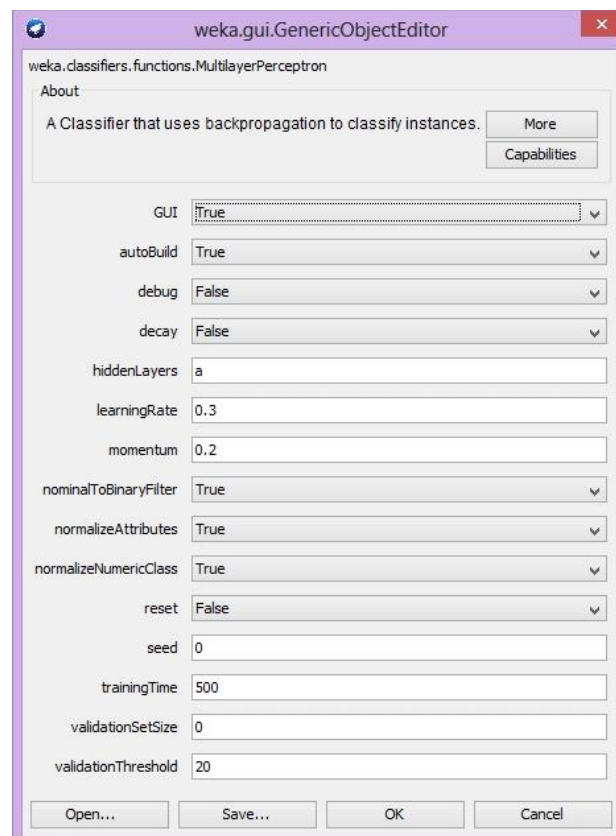 weka.gui.GenericObjectEditor
weka.classifiers.functions.MultilayerPerceptron
About
A Classifier that uses backpropagation to classify instances. More
Capabilities
GUI True
autoBuild True
debug False
decay False
hiddenLayers a
learningRate 0.3
momentum 0.2
nominalToBinaryFilter True
normalizeAttributes True
normalizeNumericClass True
reset False
seed 0
trainingTime 500
validationSetSize 0
validationThreshold 20
Open... Save... OK Cancel